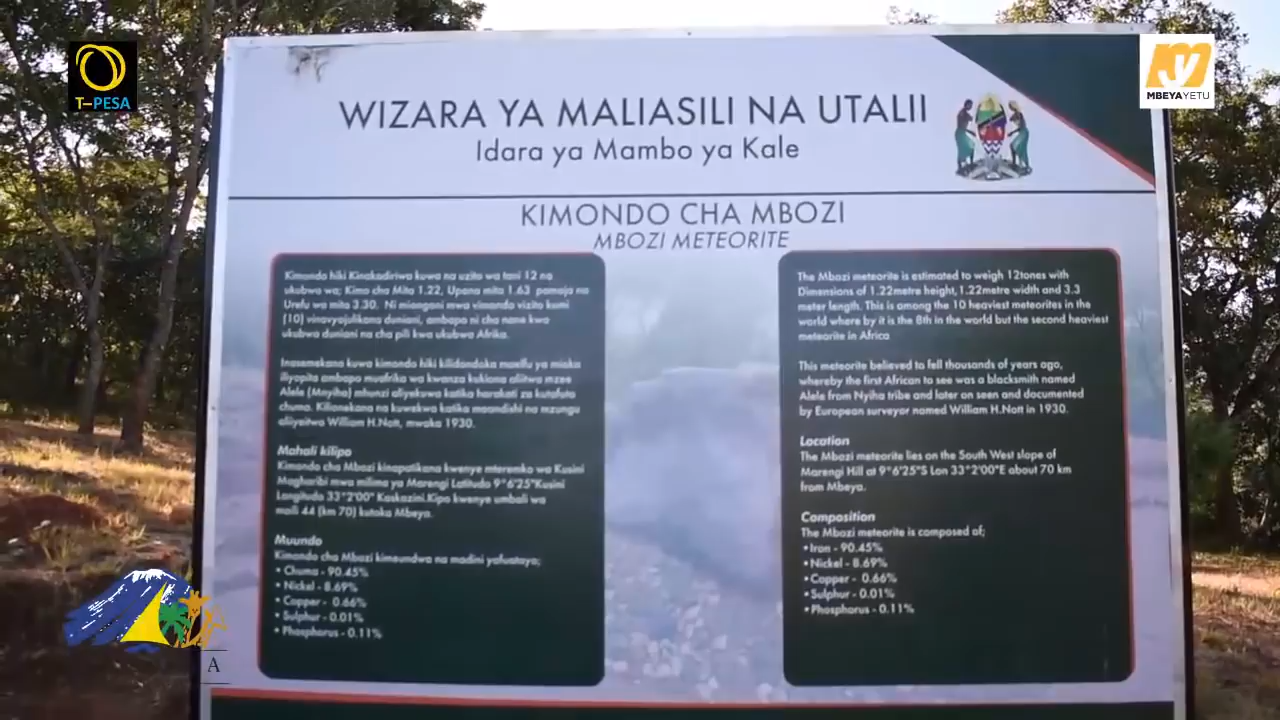 T-PESA
MBEYAYETU
WIZARA YA MALIASILI NA UTALII
Idara ya Mambo ya Kale
KIMONDO CHA MBOZI
MBOZI METEORITE
Kimondo hiki Kinakadiriwa kuwa na uzito wa tani 12 na
ukubwa wa; Kimo cha Mita 1.22, Upana mita 1.63 pamoja na
Urefu wa mita 3.30. Ni miongoni mwa vimondo vizito kumi
(10) vinavyojulikana duniani, ambapo ni cha nane kwa
ukubwa duniani na cha pili kwa ukubwa Afrika.
Inasemekana kuwa kimondo hiki kilidondoka maelfu ya miaka
iliyopita ambapo muafrika wa kwanza kukiona aliitwa mzee
Alele (Mnyiha) mhunzi aliyekuwa katika harakati za kutafuta
chuma. Kilionekana na kuwekwa katika maandishi na mzungu
aliyeitwa William H.Nott, mwaka 1930.
Mahali kilipo
Kimondo cha Mbozi kinapatikana kwenye mteremko wa Kusini
Magharibi mwa milima ya Marengi Latitudo 9°6'25"Kusini
Langitudo 33°2'00" Kaskazini.Kipo kwenye umbali wa
maili 44 (km 70) kutoka Mbeya.
Muundo
Kimondo cha Mbozi kimeundwa na madini yafuatayo;
• Chuma - 90.45%
• Nickel - 8.69%
• Copper - 0.66%
• Sulphur - 0.01%
• Phospharus - 0.11%
The Mbozi meteorite is estimated to weigh 12tones with
Dimensions of 1.22metre height,1.22metre width and 3.3
meter length. This is among the 10 heaviest meteorites in the
world where by it is the 8th in the world but the second heaviest
meteorite in Africa
This meteorite believed to fell thousands of years ago,
whereby the first African to see was a blacksmith named
Alele from Nyiha tribe and later on seen and documented
by European surveyor named William H.Nott in 1930.
Location
The Mbozi meteorite lies on the South West slope of
Marengi Hill at 9°6'25"S Lon 33°2'00"E about 70 km
from Mbeya.
Composition
The Mbozi meteorite is composed of;
• Iron - 90.45%
• Nickel - 8.69%
• Copper - 0.66%
• Sulphur - 0.01%
• Phospharus - 0.11%
A